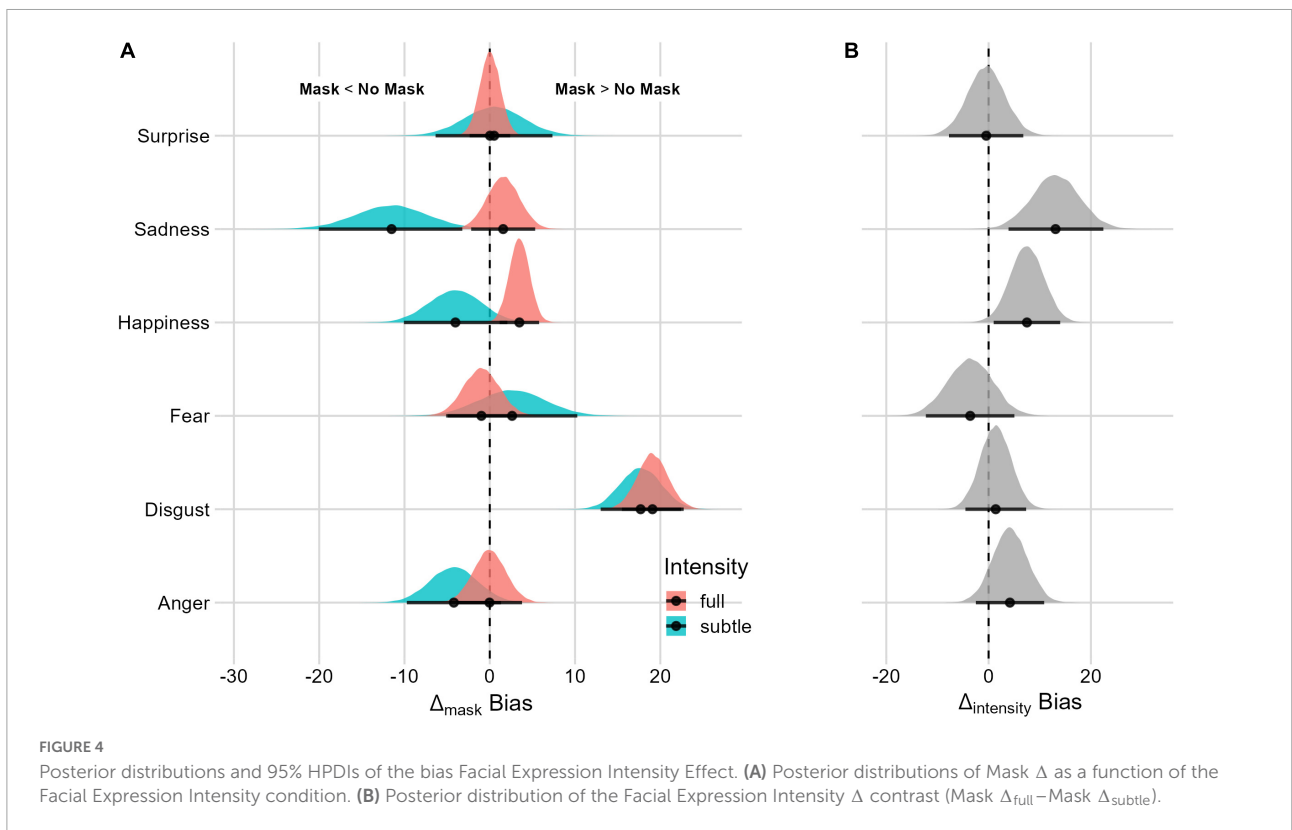 A
B
Mask < No Mask
Mask > No Mask
Surprise
Sadness
Happiness
Fear
Disgust
Anger
Intensity
full
subtle
-30 -20 -10 0 10 20
-20 0 20
Δmask Bias
Δintensity Bias
FIGURE 4
Posterior distributions and 95% HPDIs of the bias Facial Expression Intensity Effect. (A) Posterior distributions of Mask Δ as a function of the
Facial Expression Intensity condition. (B) Posterior distribution of the Facial Expression Intensity Δ contrast (Mask Δfull–Mask Δsubtle).